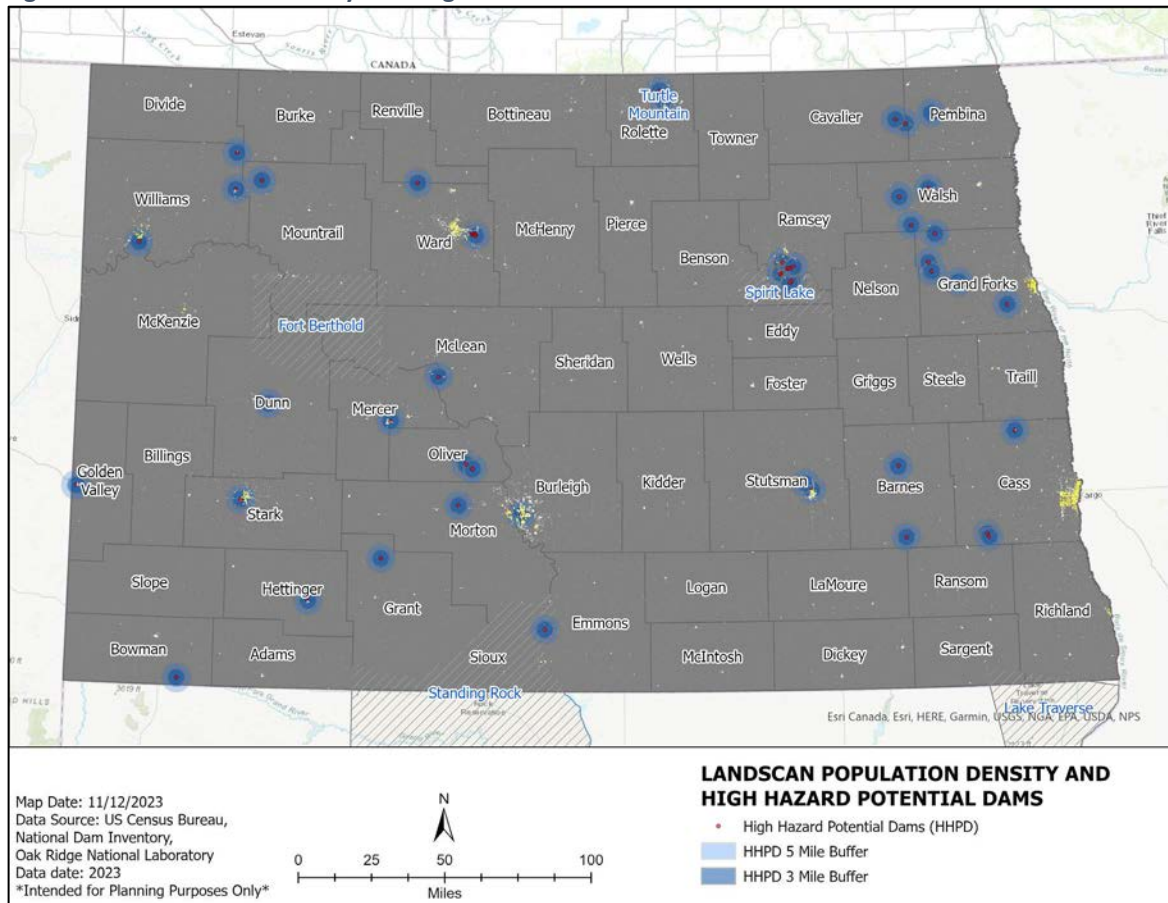 Estevan
CANADA
Divide
Burke
Renville
Bottineau
Turtle
Mountain
Rolette
Towner
Cavalier
Pembina
Williams
Mountrail
Ward
McHenry
Pierce
Benson
Ramsey
Walsh
Thief
River
Falls
Nelson
Grand Forks
Spirit Lake
McKenzie
Fort Berthold
McLean
Sheridan
Wells
Eddy
Foster
Griggs
Steele
Traill
Dunn
Mercer
Golden
Valley
Billings
Stark
Oliver
Morton
Burleigh
Kidder
Stutsman
Barnes
Cass
Slope
Hettinger
Grant
Emmons
Logan
LaMoure
Ransom
Richland
Bowman
Adams
Sioux
McIntosh
Dickey
Sargent
Standing Rock
Reservation
Lake Traverse
Esri Canada, Esri, HERE, Garmin, USGS, NGA, EPA, USDA, NPS
Map Date: 11/12/2023
Data Source: US Census Bureau,
National Dam Inventory,
Oak Ridge National Laboratory
Data date: 2023
*Intended for Planning Purposes Only*
N
0 25 50 100
Miles
LANDSCAN POPULATION DENSITY AND
HIGH HAZARD POTENTIAL DAMS
High Hazard Potential Dams (HHPD)
HHPD 5 Mile Buffer
HHPD 3 Mile Buffer